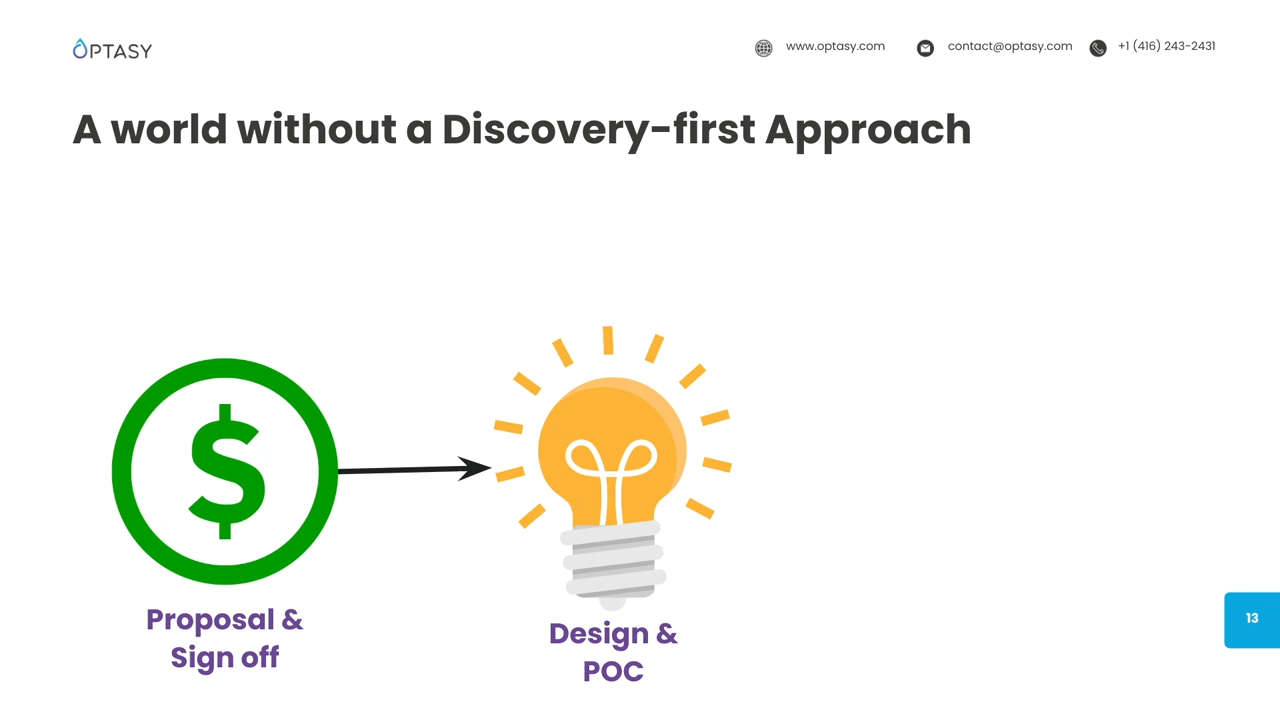 OPTASY
www.optasy.com
contact@optasy.com
+1 (416) 243-2431
A world without a Discovery-first Approach
$
Proposal &
Sign off
Design &
POC
13